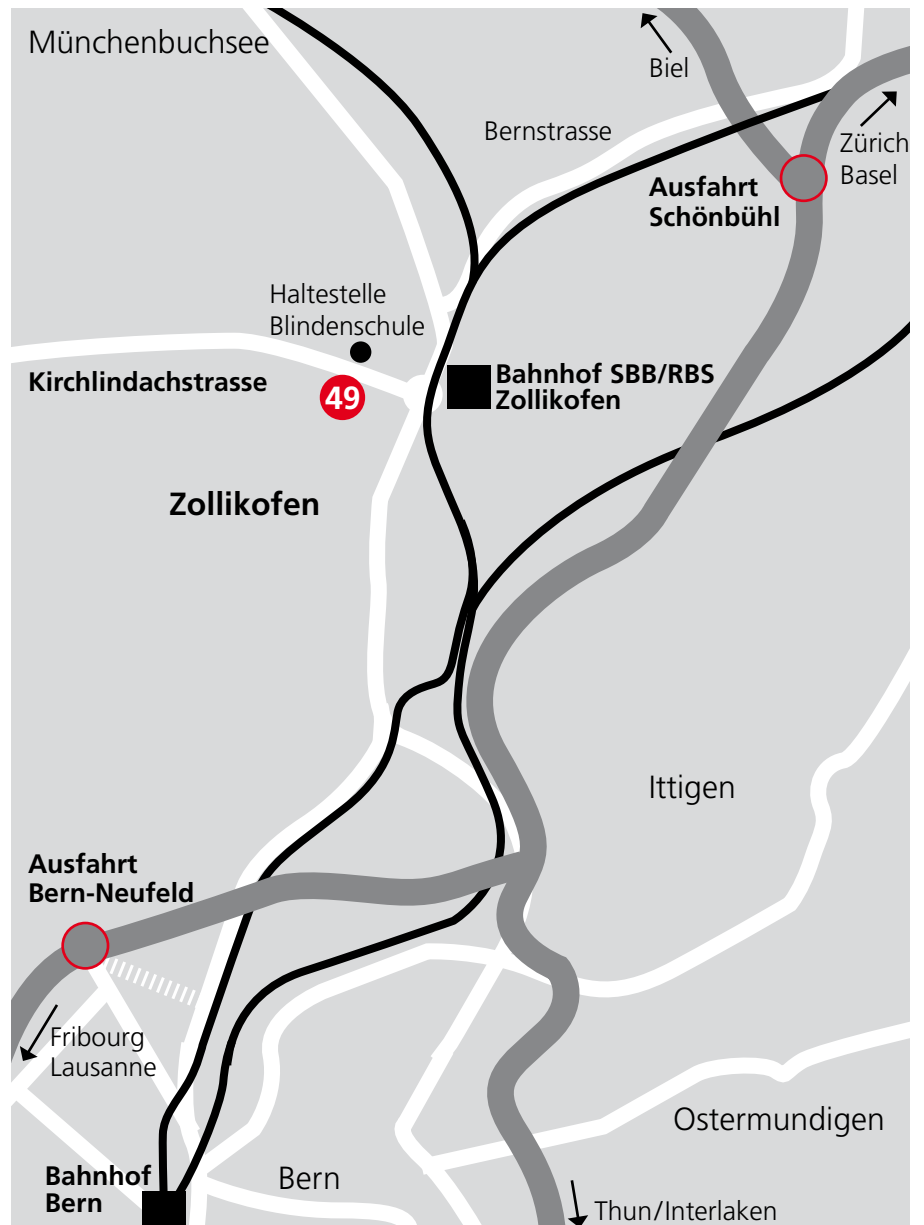 Münchenbuchsee
Biel
Bernstrasse
Zürich
Basel
Ausfahrt
Schönbühl
Haltestelle
Blindenschule
Kirchlindachstrasse
49
Bahnhof SBB/RBS
Zollikofen
Zollikofen
Ittigen
Ausfahrt
Bern-Neufeld
Fribourg
Lausanne
Ostermundigen
Bahnhof
Bern
Bern
Thun/Interlaken